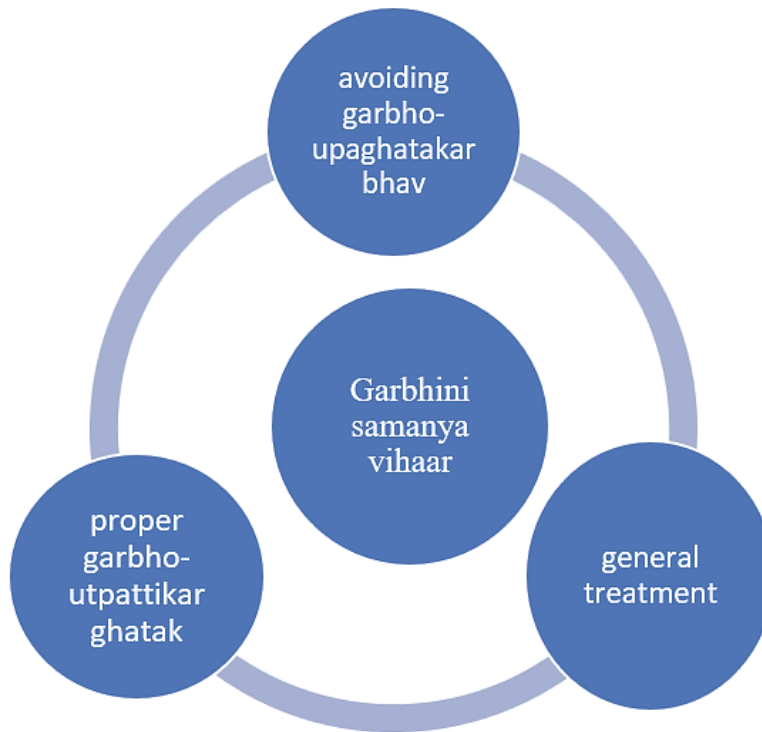 avoiding
garbho-
upaghatakar
bhav
Garbhini
samanya
vihaar
proper
garbho-
utpattikar
ghatak
general
treatment